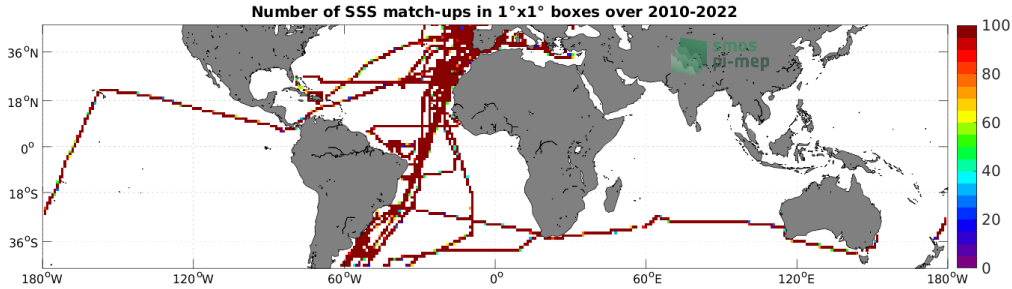 Number of SSS match-ups in 1°x1° boxes over 2010-2022
smos
pi-mep
36°N
18°N
0°
18°S
36°S
180°W
120°W
60°W
0°
60°E
120°E
180°W
100
80
60
40
20
0